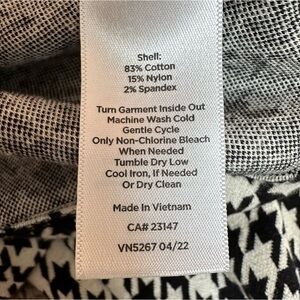 Shell:
83% Cotton
15% Nylon
2% Spandex
Turn Garment Inside Out
Machine Wash Cold
Gentle Cycle
Only Non-Chlorine Bleach
When Needed
Tumble Dry Low
Cool Iron, If Needed
Or Dry Clean
Made In Vietnam
CA# 23147
VN5267 04/22